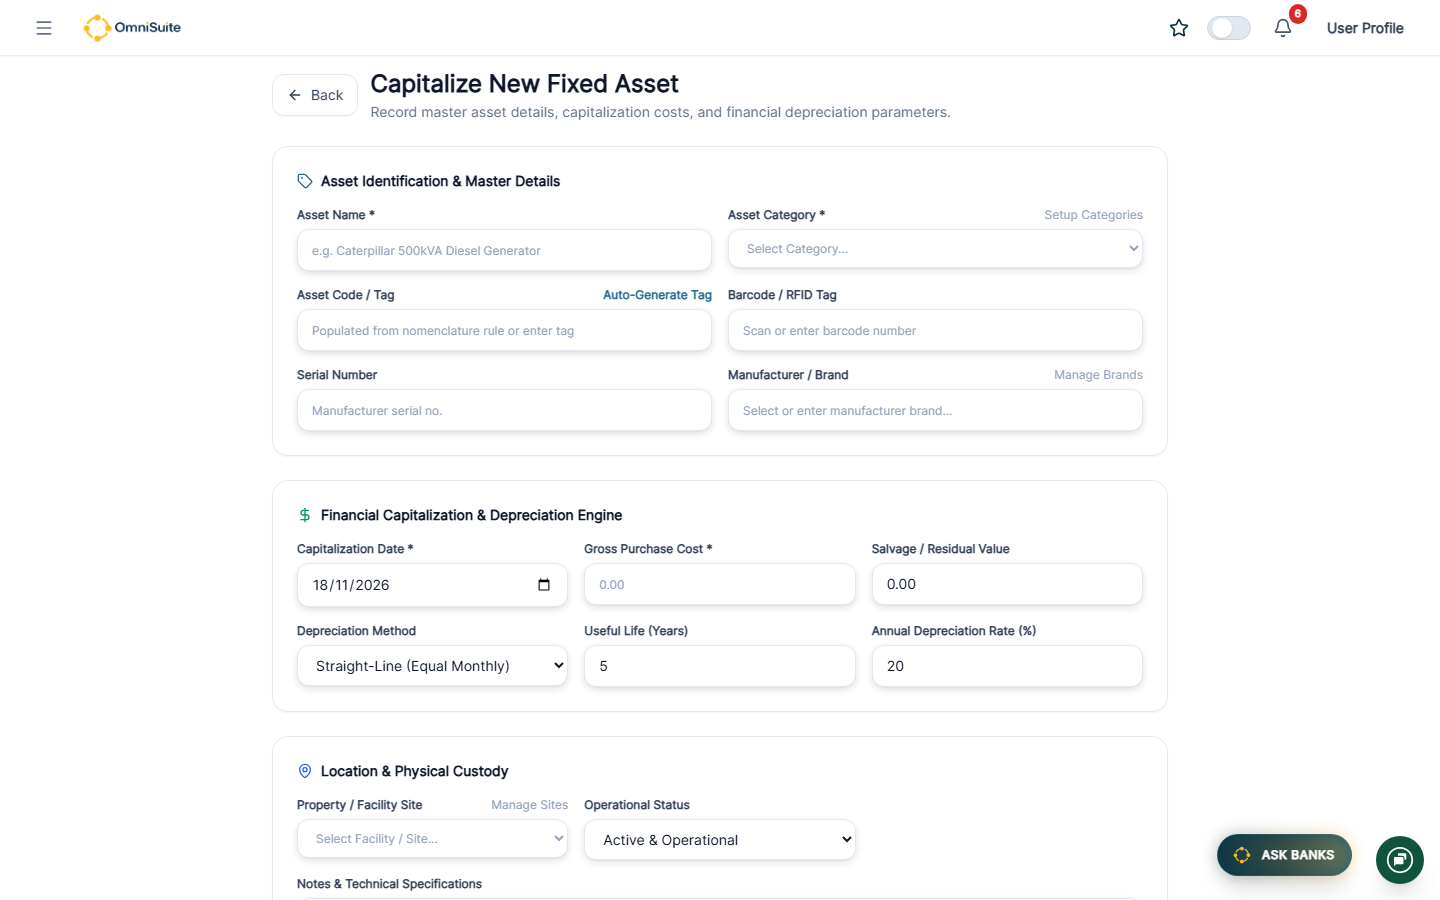 OmniSuite
6
User Profile
Back
Capitalize New Fixed Asset
Record master asset details, capitalization costs, and financial depreciation parameters.
Asset Identification & Master Details
Asset Name *
Asset Category *
Setup Categories
e.g. Caterpillar 500kVA Diesel Generator
Select Category...
Asset Code / Tag
Auto-Generate Tag
Barcode / RFID Tag
Populated from nomenclature rule or enter tag
Scan or enter barcode number
Serial Number
Manufacturer / Brand
Manage Brands
Manufacturer serial no.
Select or enter manufacturer brand...
Financial Capitalization & Depreciation Engine
Capitalization Date *
Gross Purchase Cost *
Salvage / Residual Value
18/11/2026
0.00
0.00
Depreciation Method
Useful Life (Years)
Annual Depreciation Rate (%)
Straight-Line (Equal Monthly)
5
20
Location & Physical Custody
Property / Facility Site
Manage Sites
Operational Status
Select Facility / Site...
Active & Operational
Notes & Technical Specifications
ASK BANKS